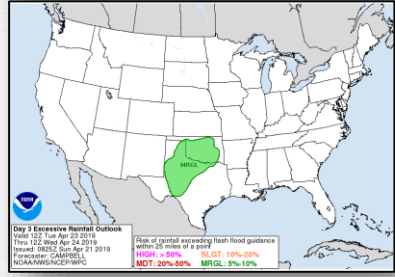 MRGL
noaa
Day 3 Excessive Rainfall Outlook
Valid 12Z Tue Apr 23 2019
Thru 12Z Wed Apr 24 2019
Issued: 0825Z Sun Apr 21 2019
Forecaster: CAMPBELL
NOAA/NWS/NCEP/WPC
Risk of rainfall exceeding flash flood guidance
within 25 miles of a point
HIGH: > 50% SLGT: 10%-20%
MDT: 20%-50% MRGL: 5%-10%